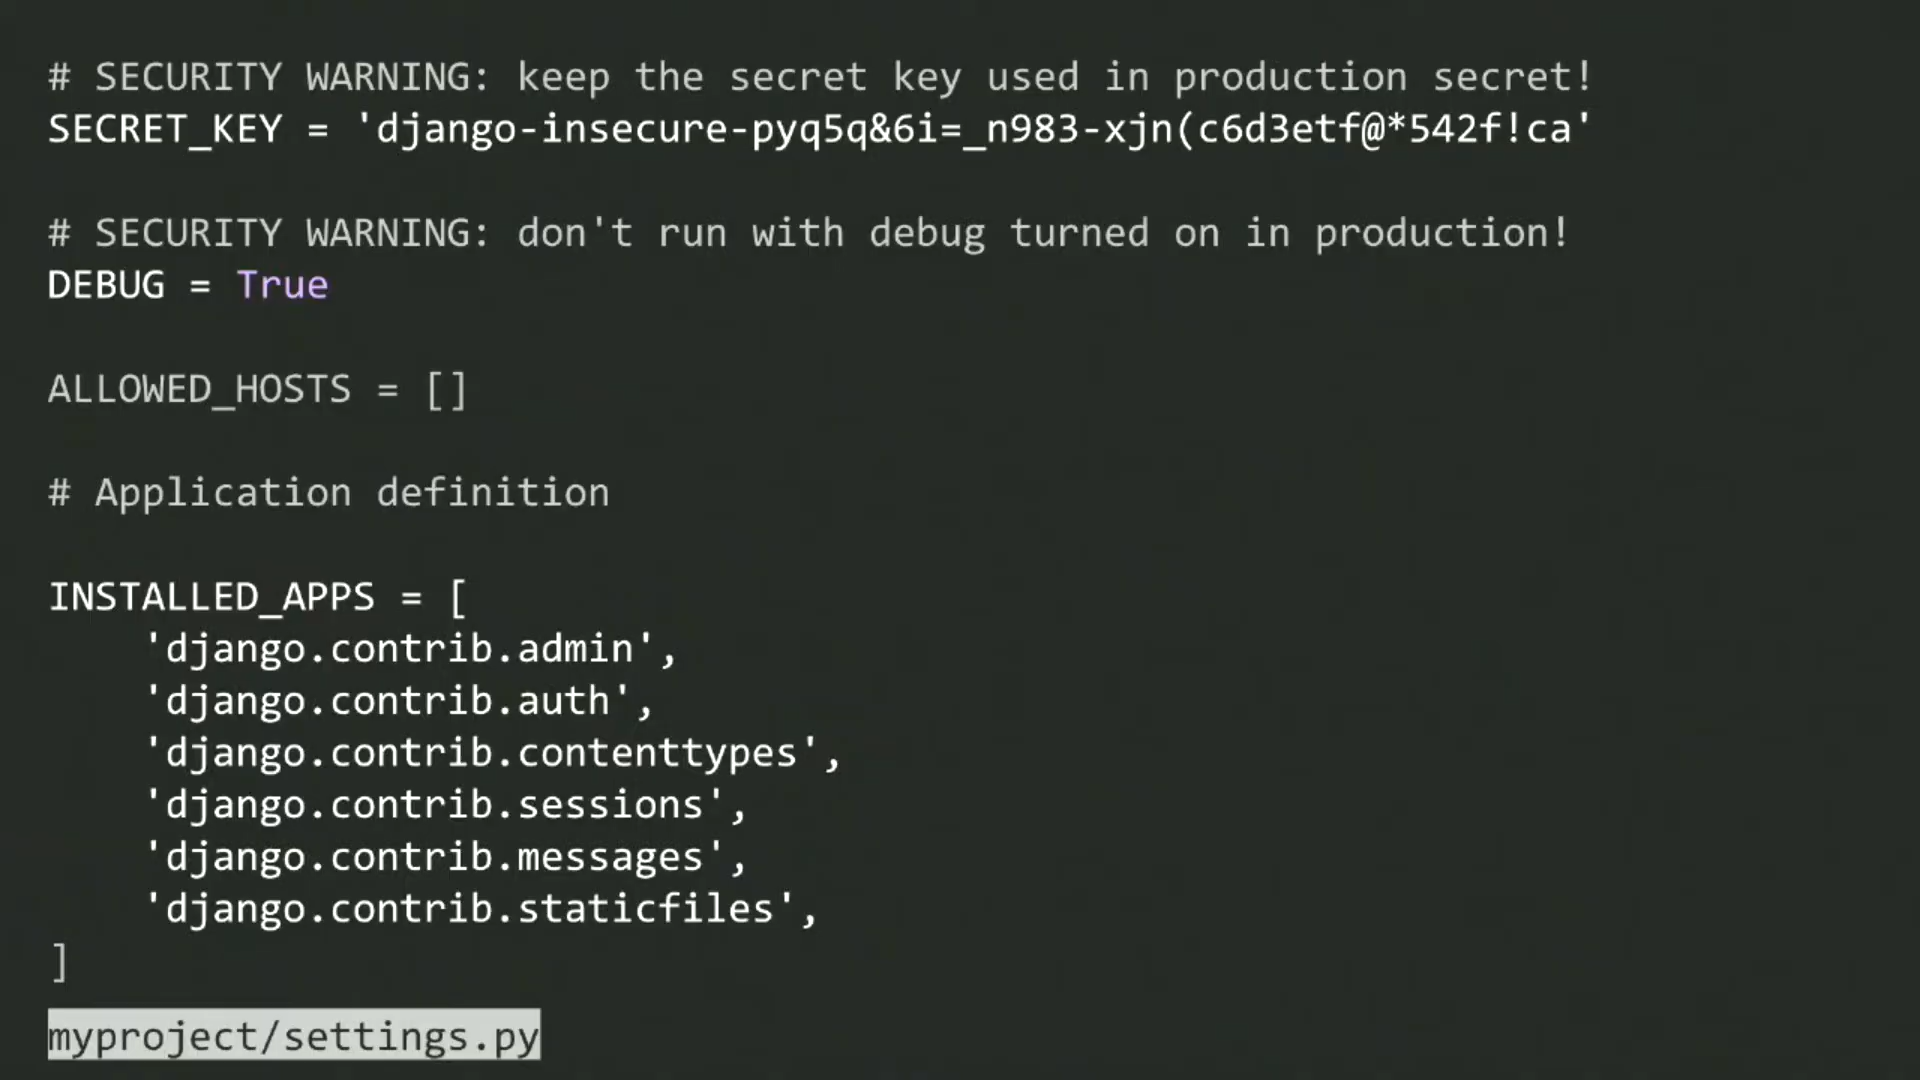 # SECURITY WARNING: keep the secret key used in production secret!
SECRET_KEY = 'django-insecure-pyq5q&6i=_n983-xjn(c6d3etf@*542f!ca'
# SECURITY WARNING: don't run with debug turned on in production!
DEBUG = True
ALLOWED_HOSTS = []
# Application definition
INSTALLED_APPS = [
'django.contrib.admin',
'django.contrib.auth',
'django.contrib.contenttypes',
'django.contrib.sessions',
'django.contrib.messages',
'django.contrib.staticfiles',
]
myproject/settings.py